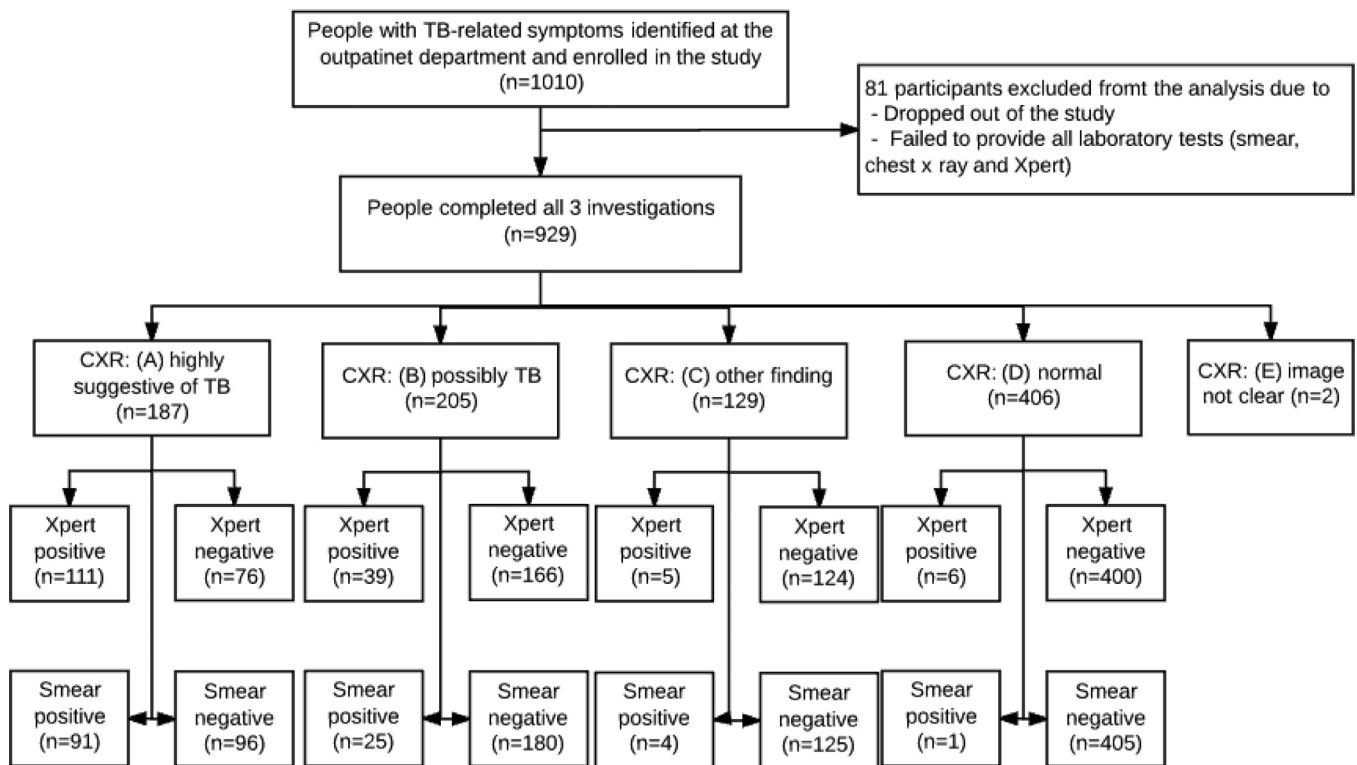 People with TB-related symptoms identified at the
outpatinet department and enrolled in the study
(n=1010)
81 participants excluded fromt the analysis due to
- Dropped out of the study
- Failed to provide all laboratory tests (smear,
chest x ray and Xpert)
People completed all 3 investigations
(n=929)
CXR: (A) highly
suggestive of TB
(n=187)
CXR: (B) possibly TB
(n=205)
CXR: (C) other finding
(n=129)
CXR: (D) normal
(n=406)
CXR: (E) image
not clear (n=2)
Xpert
positive
(n=111)
Xpert
negative
(n=76)
Xpert
positive
(n=39)
Xpert
negative
(n=166)
Xpert
positive
(n=5)
Xpert
negative
(n=124)
Xpert
positive
(n=6)
Xpert
negative
(n=400)
Smear
positive
(n=91)
Smear
negative
(n=96)
Smear
positive
(n=25)
Smear
negative
(n=180)
Smear
positive
(n=4)
Smear
negative
(n=125)
Smear
positive
(n=1)
Smear
negative
(n=405)